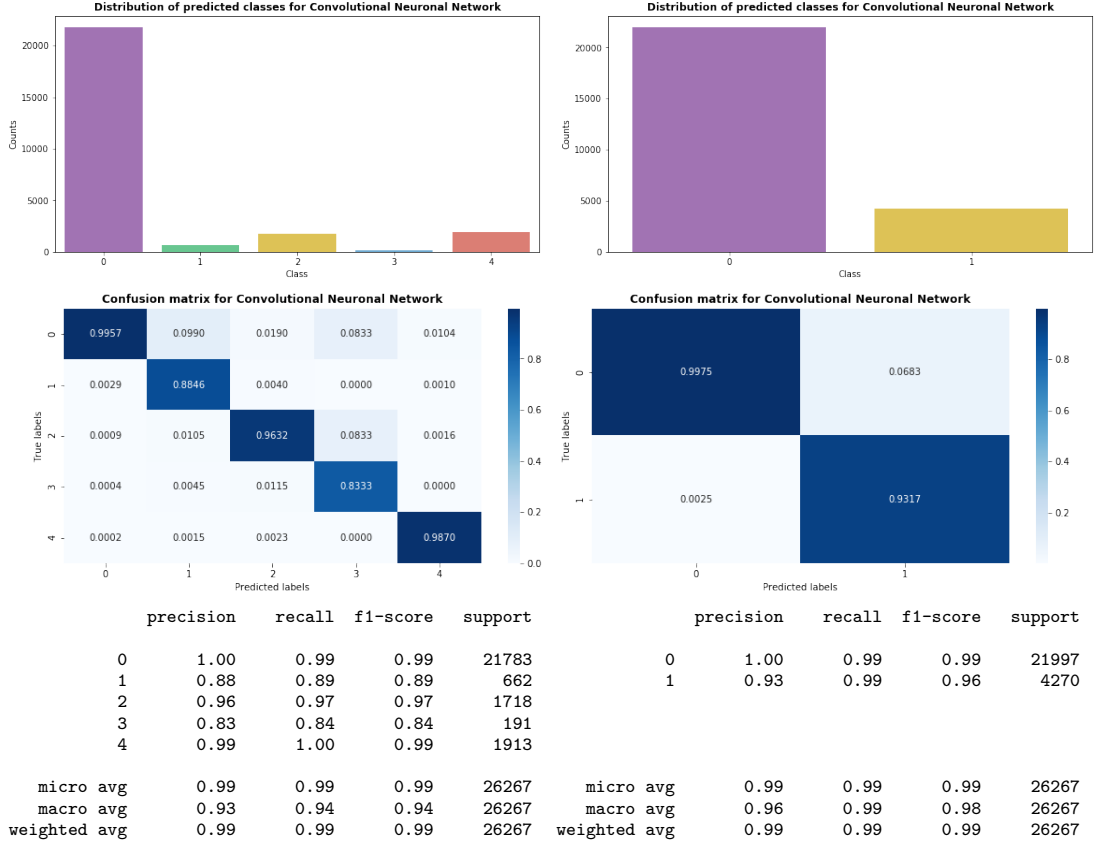 Distribution of predicted classes for Convolutional Neuronal Network
20000
15000
10000
5000
0
Counts
0 1 2 3 4
Class
Distribution of predicted classes for Convolutional Neuronal Network
20000
15000
10000
5000
0
Counts
0 1
Class
Confusion matrix for Convolutional Neuronal Network
True labels
0 0.9957 0.0990 0.0190 0.0833 0.0104
1 0.0029 0.8846 0.0040 0.0000 0.0010
2 0.0009 0.0105 0.9632 0.0833 0.0016
3 0.0004 0.0045 0.0115 0.8333 0.0000
4 0.0002 0.0015 0.0023 0.0000 0.9870
0 1 2 3 4
Predicted labels
0.8
0.6
0.4
0.2
0.0
Confusion matrix for Convolutional Neuronal Network
True labels
0 0.9975 0.0683
1 0.0025 0.9317
0 1
Predicted labels
0.8
0.6
0.4
0.2
precision recall f1-score support
0 1.00 0.99 0.99 21783
1 0.88 0.89 0.89 662
2 0.96 0.97 0.97 1718
3 0.83 0.84 0.84 191
4 0.99 1.00 0.99 1913
micro avg 0.99 0.99 0.99 26267
macro avg 0.93 0.94 0.94 26267
weighted avg 0.99 0.99 0.99 26267
precision recall f1-score support
0 1.00 0.99 0.99 21997
1 0.93 0.99 0.96 4270
micro avg 0.99 0.99 0.99 26267
macro avg 0.96 0.99 0.98 26267
weighted avg 0.99 0.99 0.99 26267